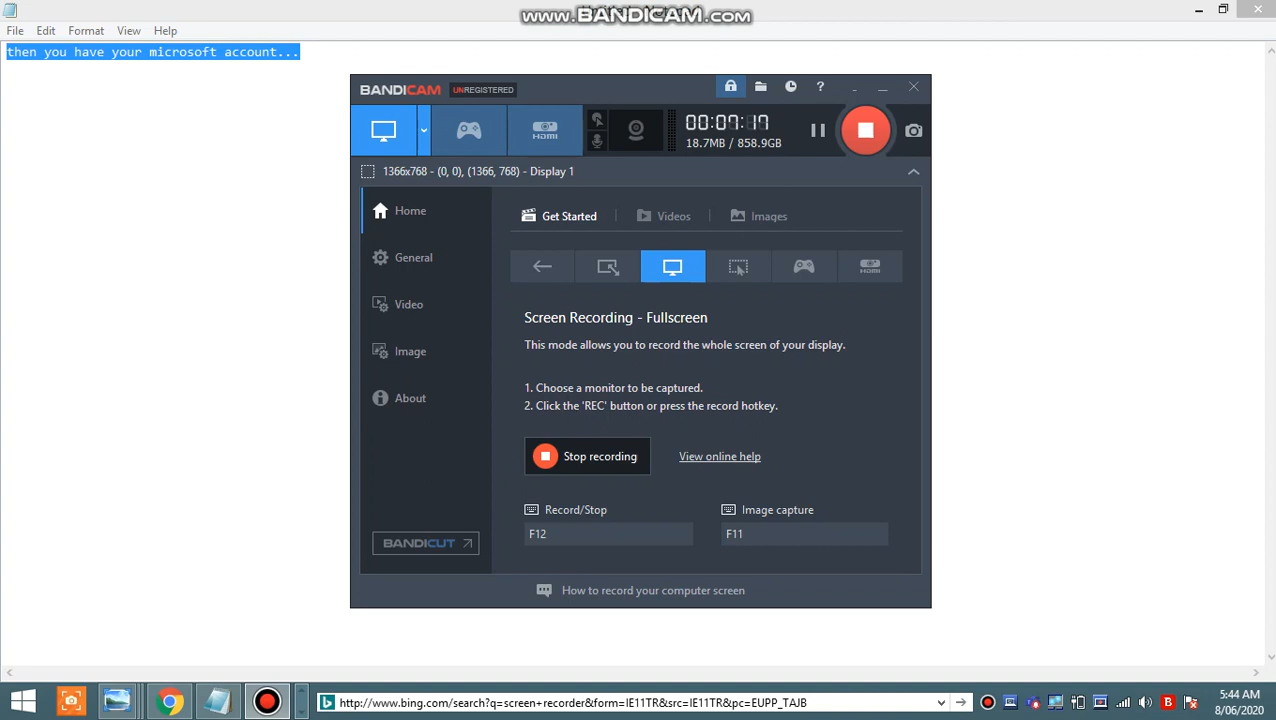 www.BANDICAM.com
File Edit Format View Help
then you have your microsoft account...
BANDICAM UNREGISTERED
HDMI
00:07:17
18.7MB / 858.9GB
1366x768 - (0, 0), (1366, 768) - Display 1
Home
General
Video
Image
About
BANDICUT
Get Started Videos Images
HDMI
Screen Recording - Fullscreen
This mode allows you to record the whole screen of your display.
1. Choose a monitor to be captured.
2. Click the 'REC' button or press the record hotkey.
Stop recording View online help
Record/Stop Image capture
F12 F11
How to record your computer screen
http://www.bing.com/search?q=screen+recorder&form=IE11TR&src=IE11TR&pc=EUPP_TAJB
5:44 AM
8/06/2020